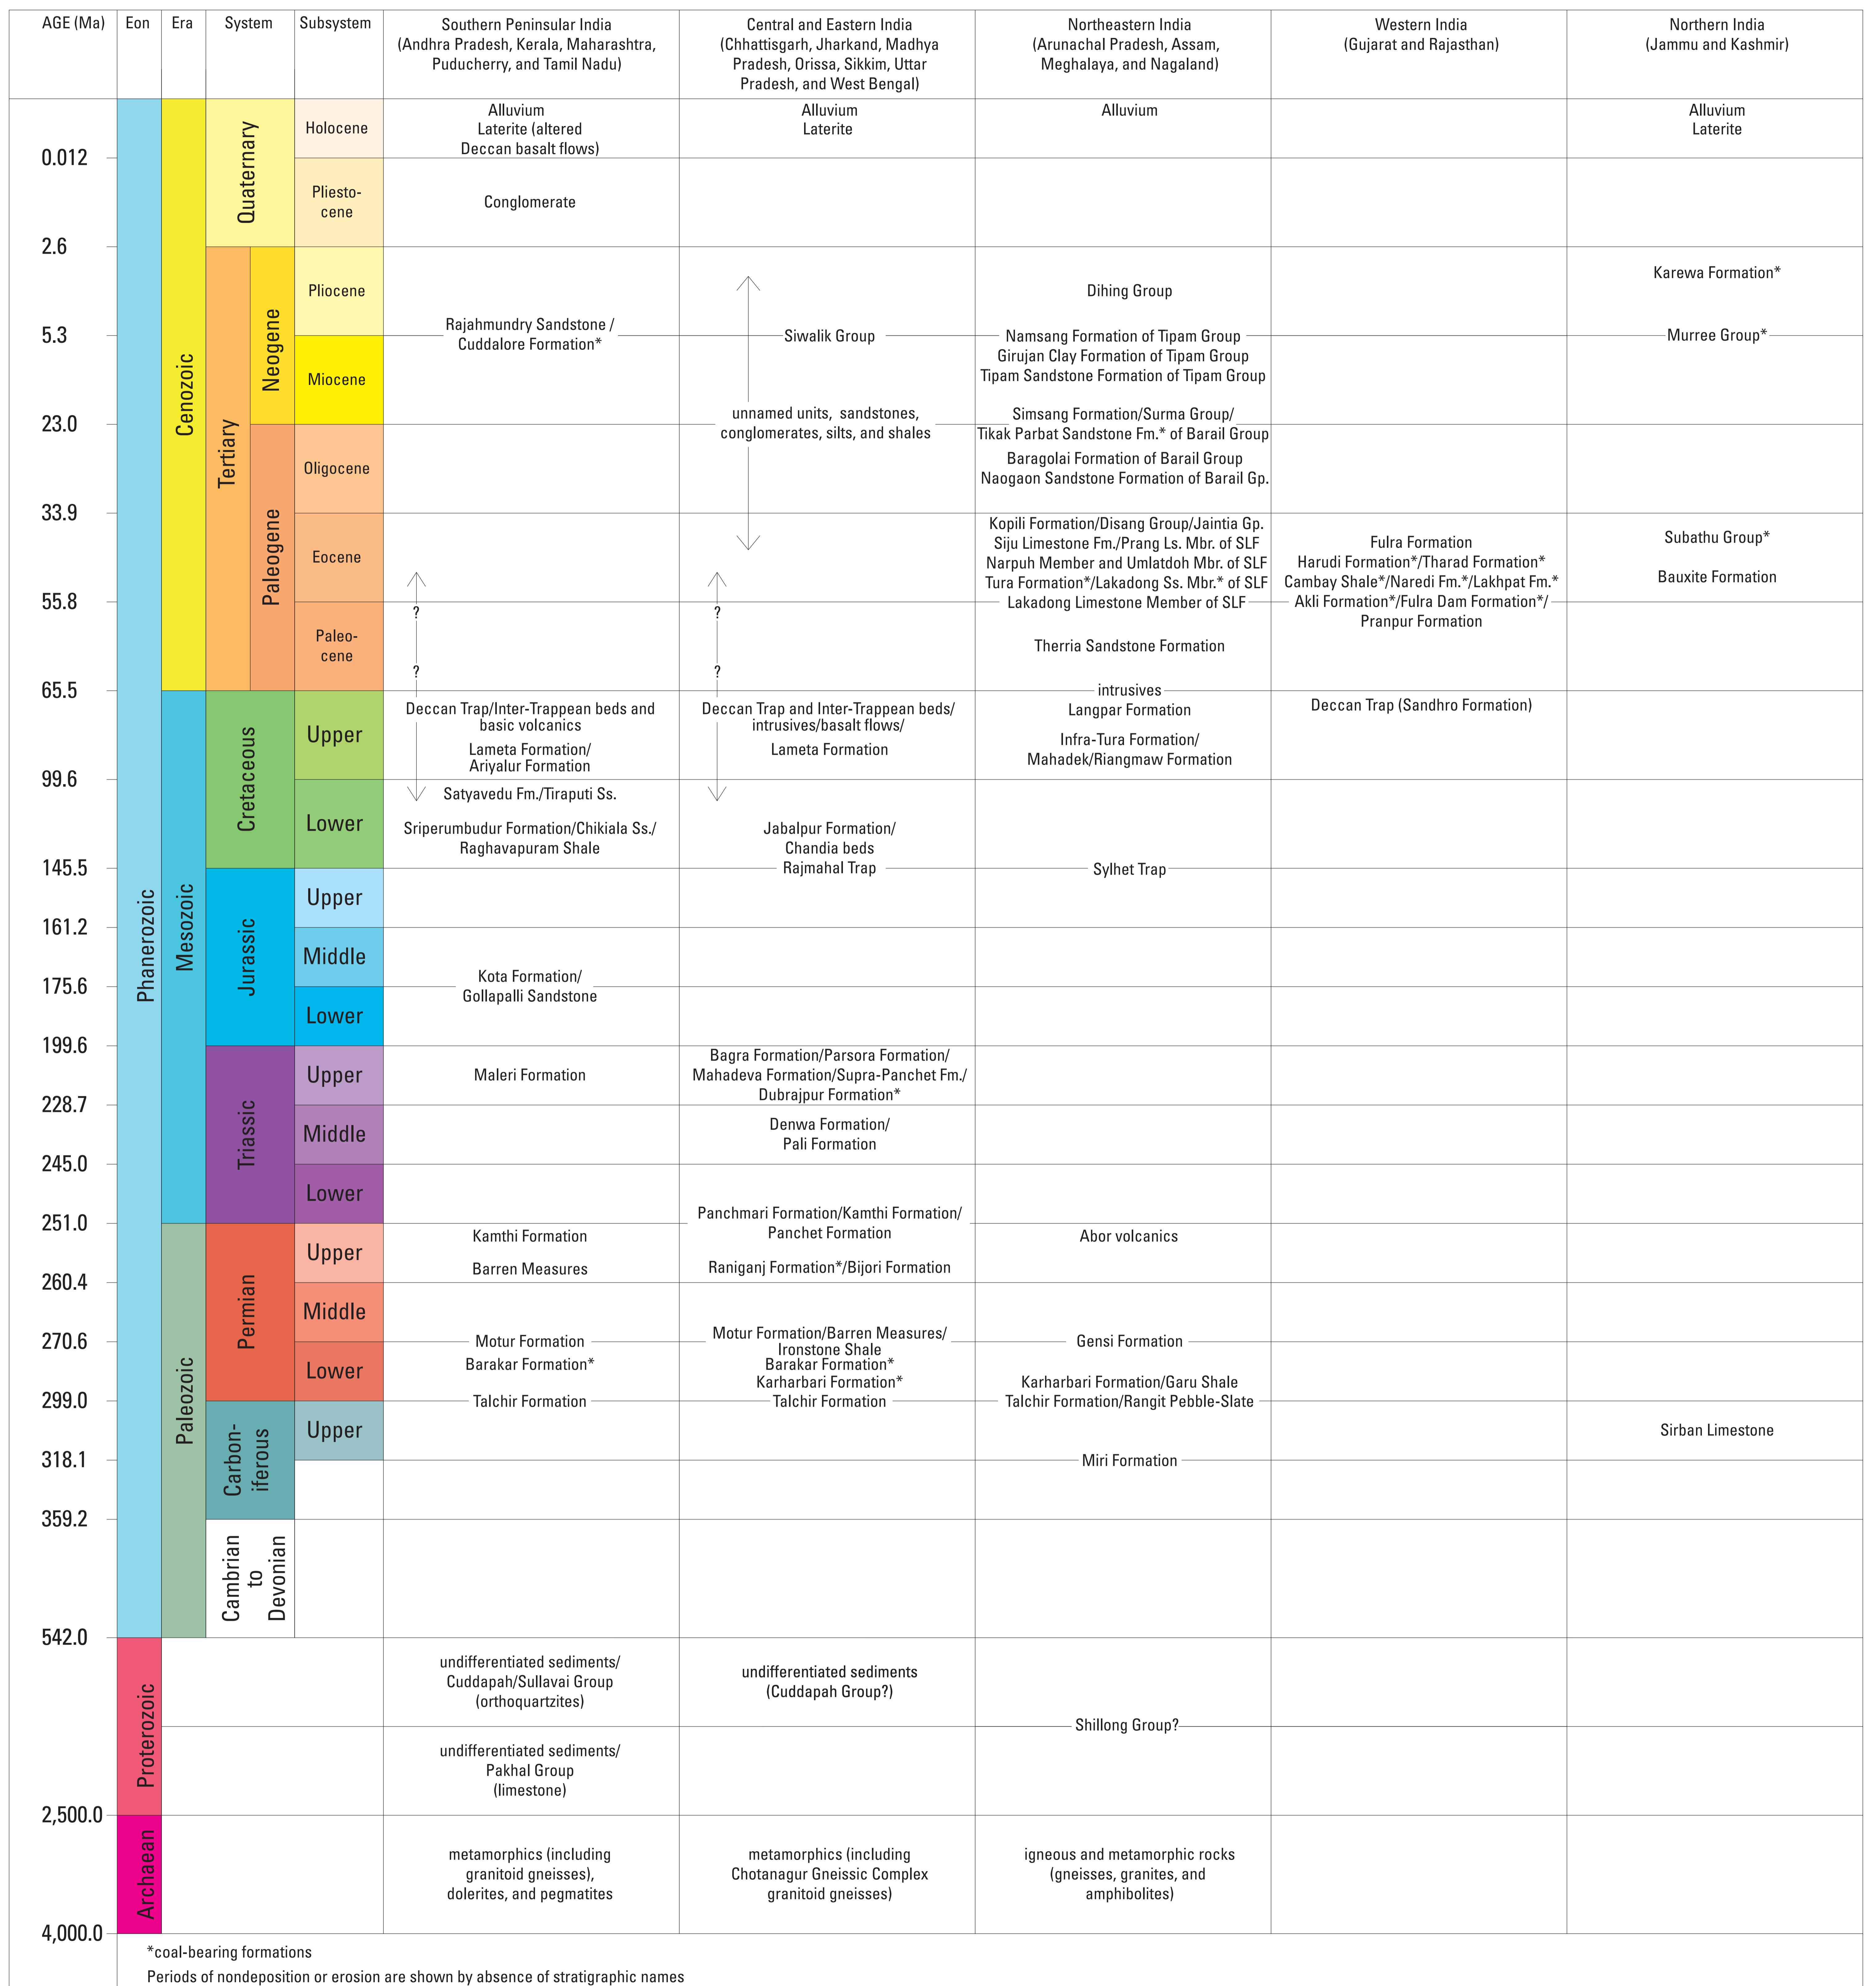 AGE (Ma)
Eon
Era
System
Subsystem
Southern Peninsular India
(Andhra Pradesh, Kerala, Maharashtra,
Puducherry, and Tamil Nadu)
Central and Eastern India
(Chhattisgarh, Jharkand, Madhya
Pradesh, Orissa, Sikkim, Uttar
Pradesh, and West Bengal)
Northeastern India
(Arunachal Pradesh, Assam,
Meghalaya, and Nagaland)
Western India
(Gujarat and Rajasthan)
Northern India
(Jammu and Kashmir)
0.012
2.6
5.3
23.0
33.9
55.8
65.5
99.6
145.5
161.2
175.6
199.6
228.7
245.0
251.0
260.4
270.6
299.0
318.1
359.2
542.0
2,500.0
4,000.0
Phanerozoic
Proterozoic
Archaean
Cenozoic
Mesozoic
Paleozoic
Quaternary
Tertiary
Neogene
Paleogene
Cretaceous
Jurassic
Triassic
Permian
Carbon-
iferous
Cambrian
to
Devonian
Holocene
Pliesto-
cene
Pliocene
Miocene
Oligocene
Eocene
Paleo-
cene
Upper
Lower
Upper
Middle
Lower
Upper
Middle
Lower
Upper
Middle
Lower
Upper
Alluvium
Laterite (altered
Deccan basalt flows)
Conglomerate
Rajahmundry Sandstone /
Cuddalore Formation*
?
?
Deccan Trap/Inter-Trappean beds and
basic volcanics
Lameta Formation/
Ariyalur Formation
Satyavedu Fm./Tiraputi Ss.
Sriperumbudur Formation/Chikiala Ss./
Raghavapuram Shale
Kota Formation/
Gollapalli Sandstone
Maleri Formation
Kamthi Formation
Barren Measures
Motur Formation
Barakar Formation*
Talchir Formation
undifferentiated sediments/
Cuddapah/Sullavai Group
(orthoquartzites)
undifferentiated sediments/
Pakhal Group
(limestone)
metamorphics (including
granitoid gneisses),
dolerites, and pegmatites
Alluvium
Laterite
Siwalik Group
unnamed units, sandstones,
conglomerates, silts, and shales
?
?
Deccan Trap and Inter-Trappean beds/
intrusives/basalt flows/
Lameta Formation
Jabalpur Formation/
Chandia beds
Rajmahal Trap
Bagra Formation/Parsora Formation/
Mahadeva Formation/Supra-Panchet Fm./
Dubrajpur Formation*
Denwa Formation/
Pali Formation
Panchmari Formation/Kamthi Formation/
Panchet Formation
Raniganj Formation*/Bijori Formation
Motur Formation/Barren Measures/
Ironstone Shale
Barakar Formation*
Karharbari Formation*
Talchir Formation
undifferentiated sediments
(Cuddapah Group?)
metamorphics (including
Chotanagur Gneissic Complex
granitoid gneisses)
Alluvium
Dihing Group
Namsang Formation of Tipam Group
Girujan Clay Formation of Tipam Group
Tipam Sandstone Formation of Tipam Group
Simsang Formation/Surma Group/
Tikak Parbat Sandstone Fm.* of Barail Group
Baragolai Formation of Barail Group
Naogaon Sandstone Formation of Barail Gp.
Kopili Formation/Disang Group/Jaintia Gp.
Siju Limestone Fm./Prang Ls. Mbr. of SLF
Narpuh Member and Umlatdoh Mbr. of SLF
Tura Formation*/Lakadong Ss. Mbr.* of SLF
Lakadong Limestone Member of SLF
Therria Sandstone Formation
intrusives
Langpar Formation
Infra-Tura Formation/
Mahadek/Riangmaw Formation
Sylhet Trap
Abor volcanics
Gensi Formation
Karharbari Formation/Garu Shale
Talchir Formation/Rangit Pebble-Slate
Miri Formation
Shillong Group?
igneous and metamorphic rocks
(gneisses, granites, and
amphibolites)
Fulra Formation
Harudi Formation*/Tharad Formation*
Cambay Shale*/Naredi Fm.*/Lakhpat Fm.*
Akli Formation*/Fulra Dam Formation*/
Pranpur Formation
Deccan Trap (Sandhro Formation)
Alluvium
Laterite
Karewa Formation*
Murree Group*
Subathu Group*
Bauxite Formation
Sirban Limestone
*coal-bearing formations
Periods of nondeposition or erosion are shown by absence of stratigraphic names